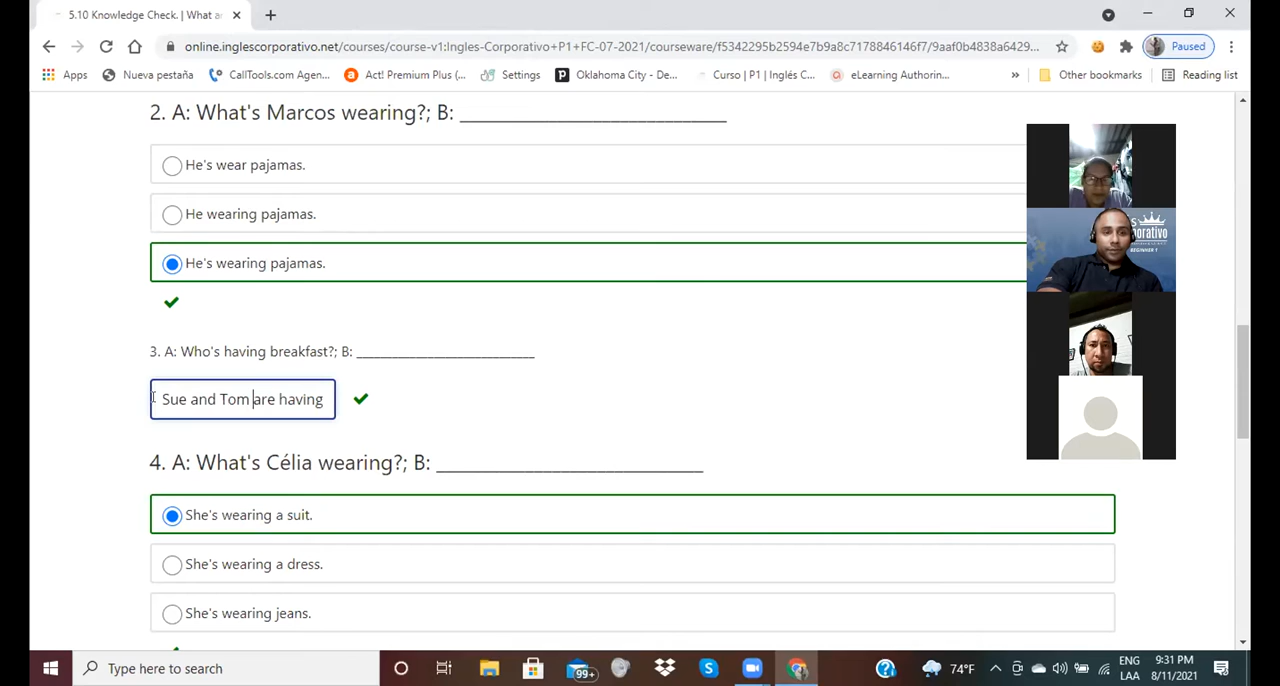 5.10 Knowledge Check. | What a
online.inglescorporativo.net/courses/course-v1:Ingles-Corporativo+P1+FC-07-2021/courseware/f5342295b2594e7b9a8c7178846146f7/9aaf0b4838a6429...
Paused
Apps
Nueva pestaña
CallTools.com Agen...
Act! Premium Plus (...
Settings
Oklahoma City - De...
Curso | P1 | Inglés C...
eLearning Authorin...
»
Other bookmarks
Reading list
2. A: What's Marcos wearing?; B: ___________________________
He's wear pajamas.
He wearing pajamas.
He's wearing pajamas.
3. A: Who's having breakfast?; B: ___________________________
Sue and Tom are having
4. A: What's Célia wearing?; B: ___________________________
She's wearing a suit.
She's wearing a dress.
She's wearing jeans.
BEGINNER 1
Type here to search
99+
74°F
ENG
LAA
9:31 PM
8/11/2021